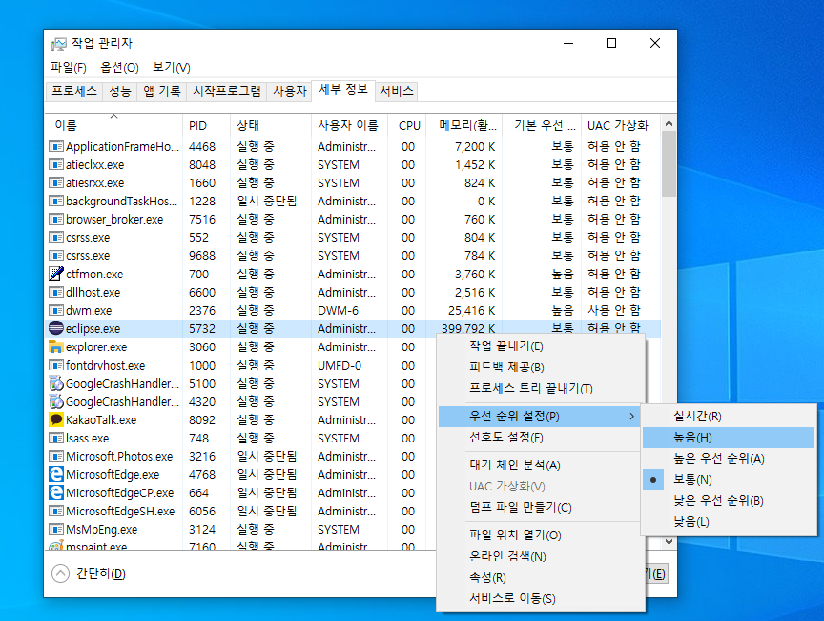 작업 관리자
파일(F) 옵션(O) 보기(V)
프로세스 성능 앱 기록 시작프로그램 사용자 세부 정보 서비스
이름 PID 상태 사용자 이름 CPU 메모리(활... 기본 우선 ... UAC 가상화
ApplicationFrameHo... 4468 실행 중 Administr... 00 7,200 K 보통 허용 안 함
atieclxx.exe 8048 실행 중 SYSTEM 00 1,452 K 보통 허용 안 함
atiesrxx.exe 1660 실행 중 SYSTEM 00 824 K 보통 허용 안 함
backgroundTaskHos... 1228 일시 중단됨 Administr... 00 0 K 보통 허용 안 함
browser_broker.exe 7516 실행 중 Administr... 00 760 K 보통 허용 안 함
csrss.exe 552 실행 중 SYSTEM 00 804 K 보통 허용 안 함
csrss.exe 9688 실행 중 SYSTEM 00 784 K 보통 허용 안 함
ctfmon.exe 700 실행 중 Administr... 00 3,760 K 높음 허용 안 함
dllhost.exe 6600 실행 중 Administr... 00 2,516 K 보통 허용 안 함
dwm.exe 2376 실행 중 DWM-6 00 25,416 K 높음 사용 안 함
eclipse.exe 5732 실행 중 Administr... 00 399,792 K 보통 허용 안 함
explorer.exe 3060 실행 중 Administr... 00
fontdrvhost.exe 1000 실행 중 UMFD-0 00
GoogleCrashHandler... 5100 실행 중 SYSTEM 00
GoogleCrashHandler... 4320 실행 중 SYSTEM 00
KakaoTalk.exe 8092 실행 중 Administr... 00
lsass.exe 748 실행 중 SYSTEM 00
Microsoft.Photos.exe 3216 일시 중단됨 Administr... 00
MicrosoftEdge.exe 4768 일시 중단됨 Administr... 00
MicrosoftEdgeCP.exe 664 일시 중단됨 Administr... 00
MicrosoftEdgeSH.exe 6056 일시 중단됨 Administr... 00
MsMpEng.exe 3124 실행 중 SYSTEM 00
mspaint.exe 7160 실행 중 Administr... 00
간단히(D)
기(E)
작업 끝내기(E)
피드백 제공(B)
프로세스 트리 끝내기(T)
우선 순위 설정(P)
선호도 설정(F)
대기 체인 분석(A)
UAC 가상화(V)
덤프 파일 만들기(C)
파일 위치 열기(O)
온라인 검색(N)
속성(R)
서비스로 이동(S)
실시간(R)
높음(H)
높은 우선 순위(A)
보통(N)
낮은 우선 순위(B)
낮음(L)